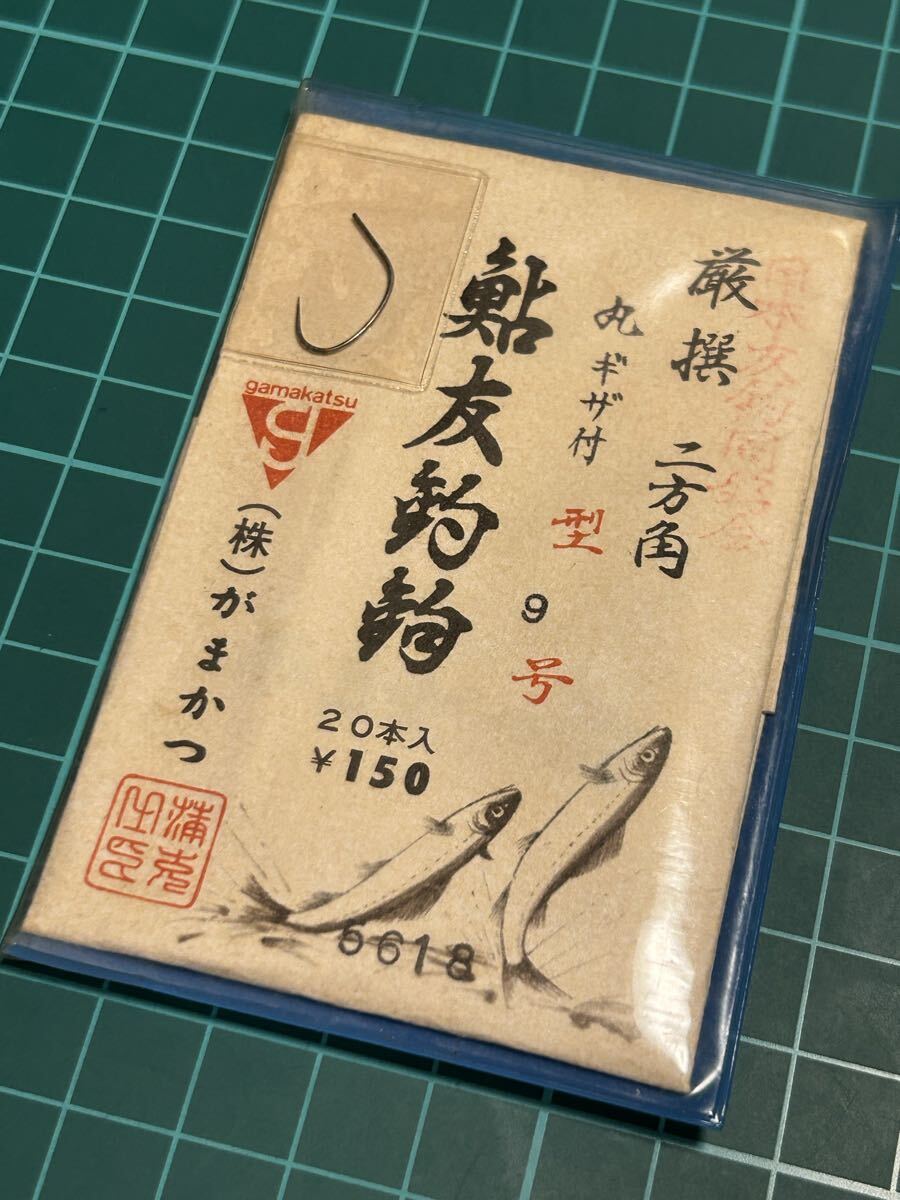 厳撰 二方角
丸ギザ付
型9号
鮎友釣鈎
20本入
¥150
gamakatsu
g
(株)がまかつ
6618